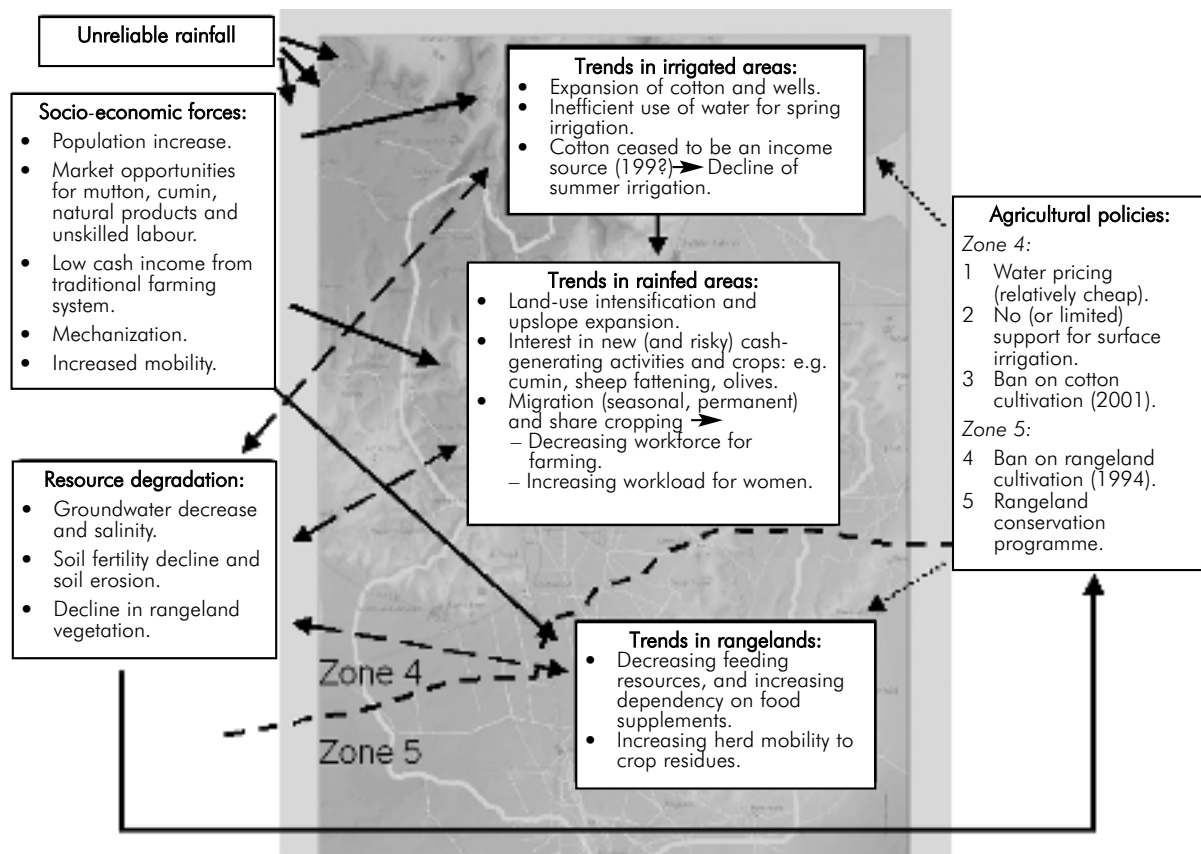 Unreliable rainfall
Socio-economic forces:
• Population increase.
• Market opportunities
for mutton, cumin,
natural products and
unskilled labour.
• Low cash income from
traditional farming
system.
• Mechanization.
• Increased mobility.
Resource degradation:
• Groundwater decrease
and salinity.
• Soil fertility decline and
soil erosion.
• Decline in rangeland
vegetation.
Trends in irrigated areas:
• Expansion of cotton and wells.
• Inefficient use of water for spring
irrigation.
• Cotton ceased to be an income
source (199?) → Decline of
summer irrigation.
Trends in rainfed areas:
• Land-use intensification and
upslope expansion.
• Interest in new (and risky) cash-
generating activities and crops: e.g.
cumin, sheep fattening, olives.
• Migration (seasonal, permanent)
and share cropping →
– Decreasing workforce for
farming.
– Increasing workload for women.
Trends in rangelands:
• Decreasing feeding
resources, and increasing
dependency on food
supplements.
• Increasing herd mobility to
crop residues.
Zone 4
Zone 5
Agricultural policies:
Zone 4:
1 Water pricing
(relatively cheap).
2 No (or limited)
support for surface
irrigation.
3 Ban on cotton
cultivation (2001).
Zone 5:
4 Ban on rangeland
cultivation (1994).
5 Rangeland
conservation
programme.